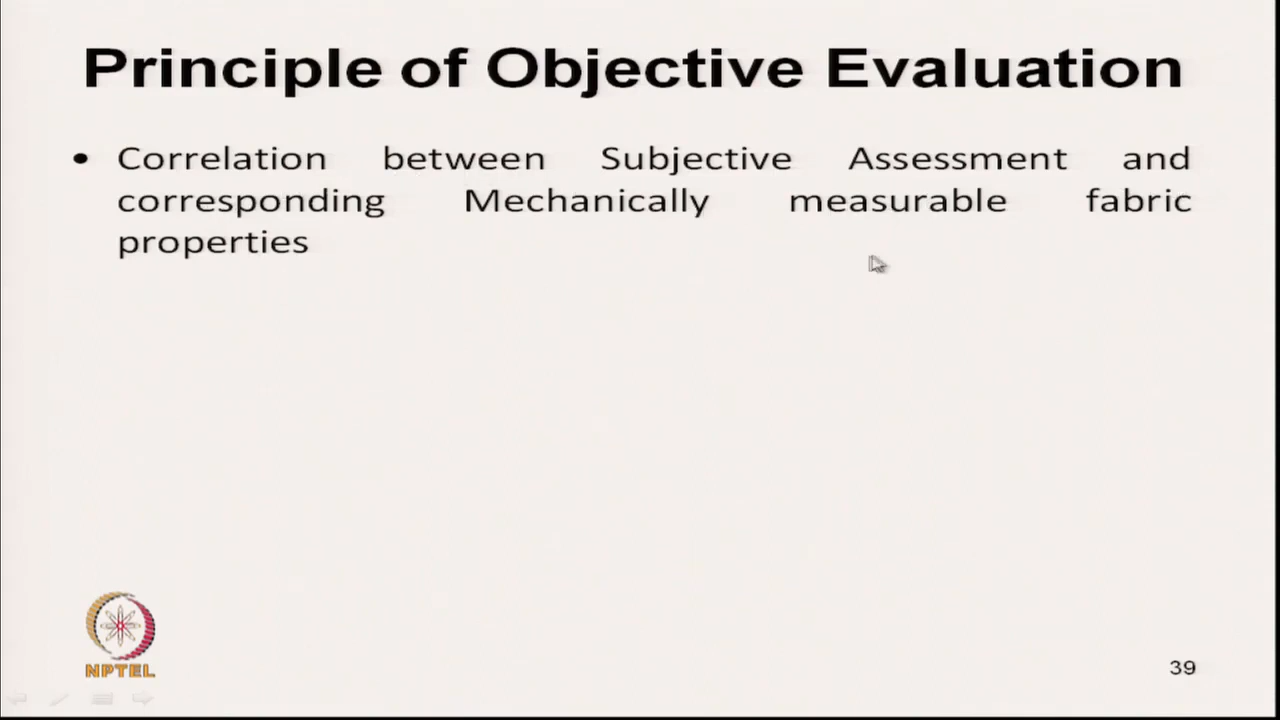 Principle of Objective Evaluation
• Correlation between Subjective Assessment and
corresponding Mechanically measurable fabric
properties
NPTEL
39